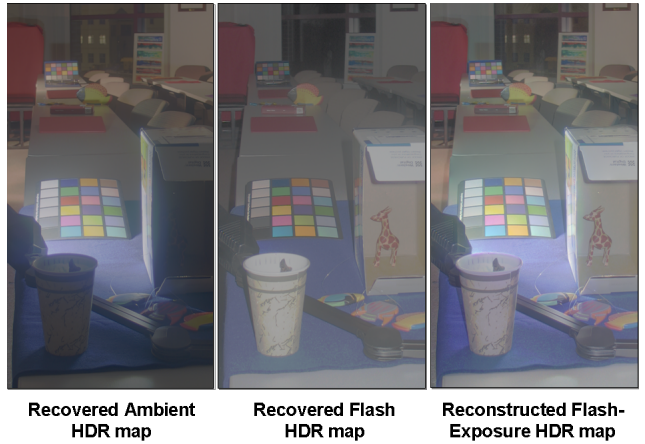 Recovered Ambient
HDR map
Recovered Flash
HDR map
Reconstructed Flash-
Exposure HDR map